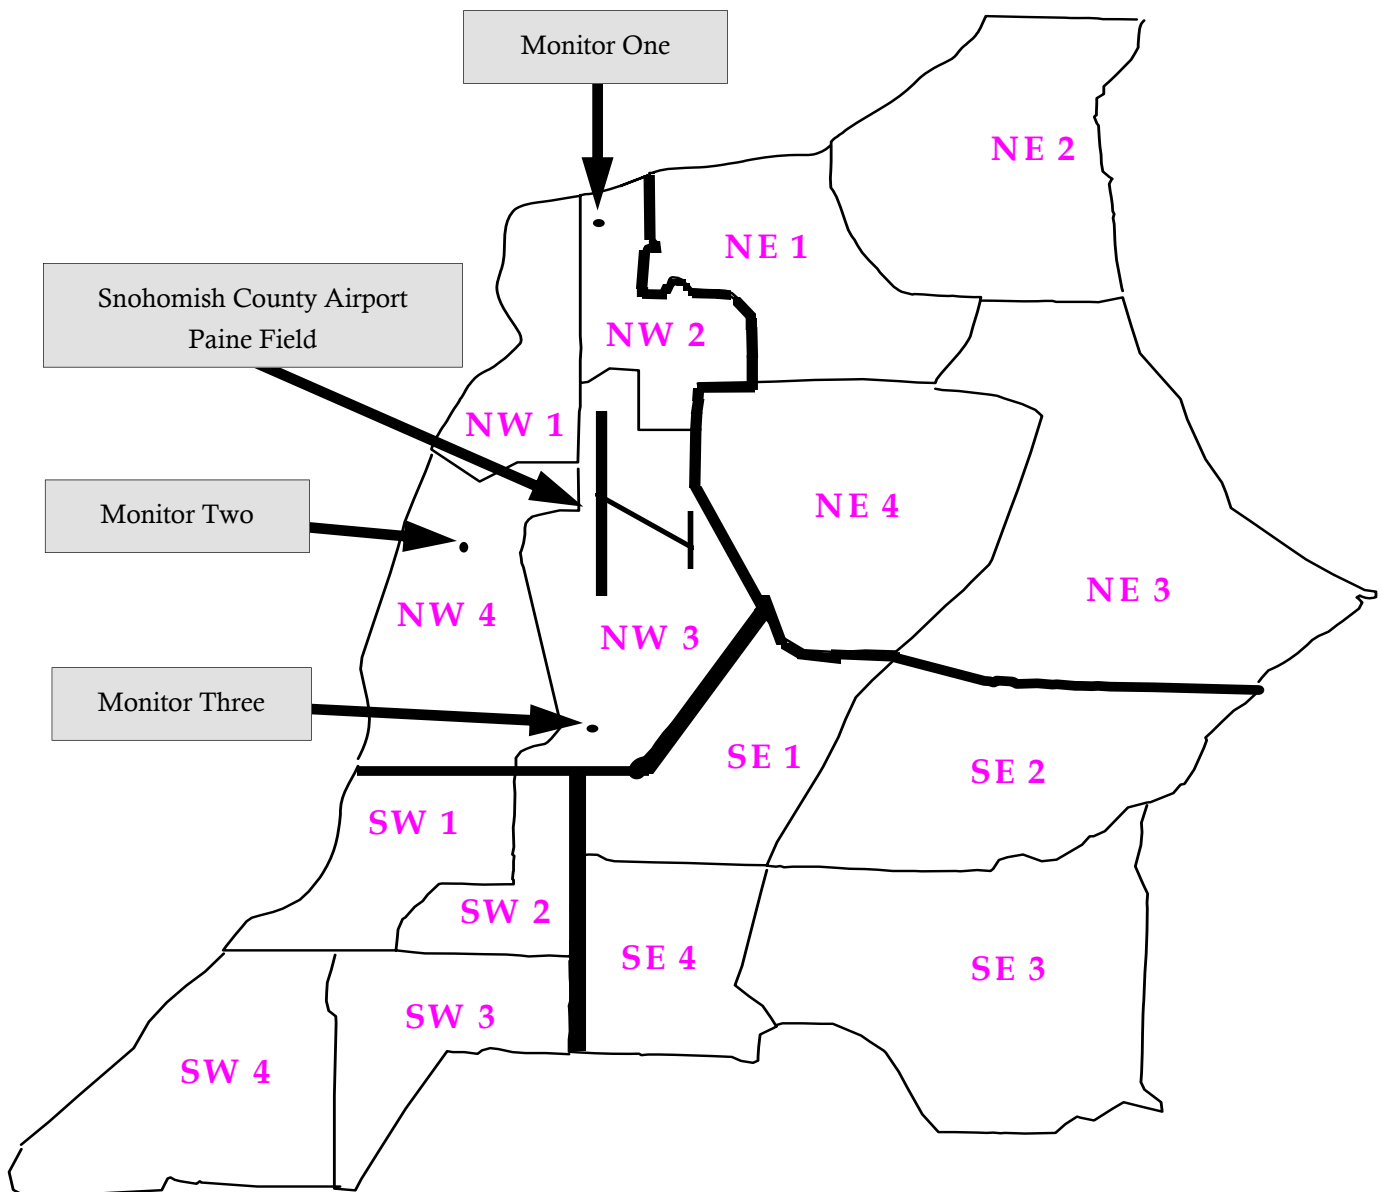 Monitor One
NE 2
NE 1
Snohomish County Airport
Paine Field
NW 2
NW 1
Monitor Two
NE 4
NE 3
NW 4
NW 3
Monitor Three
SE 1
SE 2
SW 1
SW 2
SE 4
SE 3
SW 3
SW 4